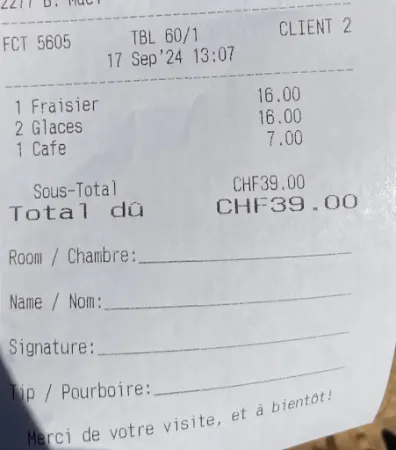 FCT 5605 TBL 60/1 CLIENT 2
17 Sep'24 13:07
1 Fraisier 16.00
2 Glaces 16.00
1 Cafe 7.00
Sous-Total CHF39.00
Total dû CHF39.00
Room / Chambre:
Name / Nom:
Signature:
Tip / Pourboire:
Merci de votre visite, et à bientôt!